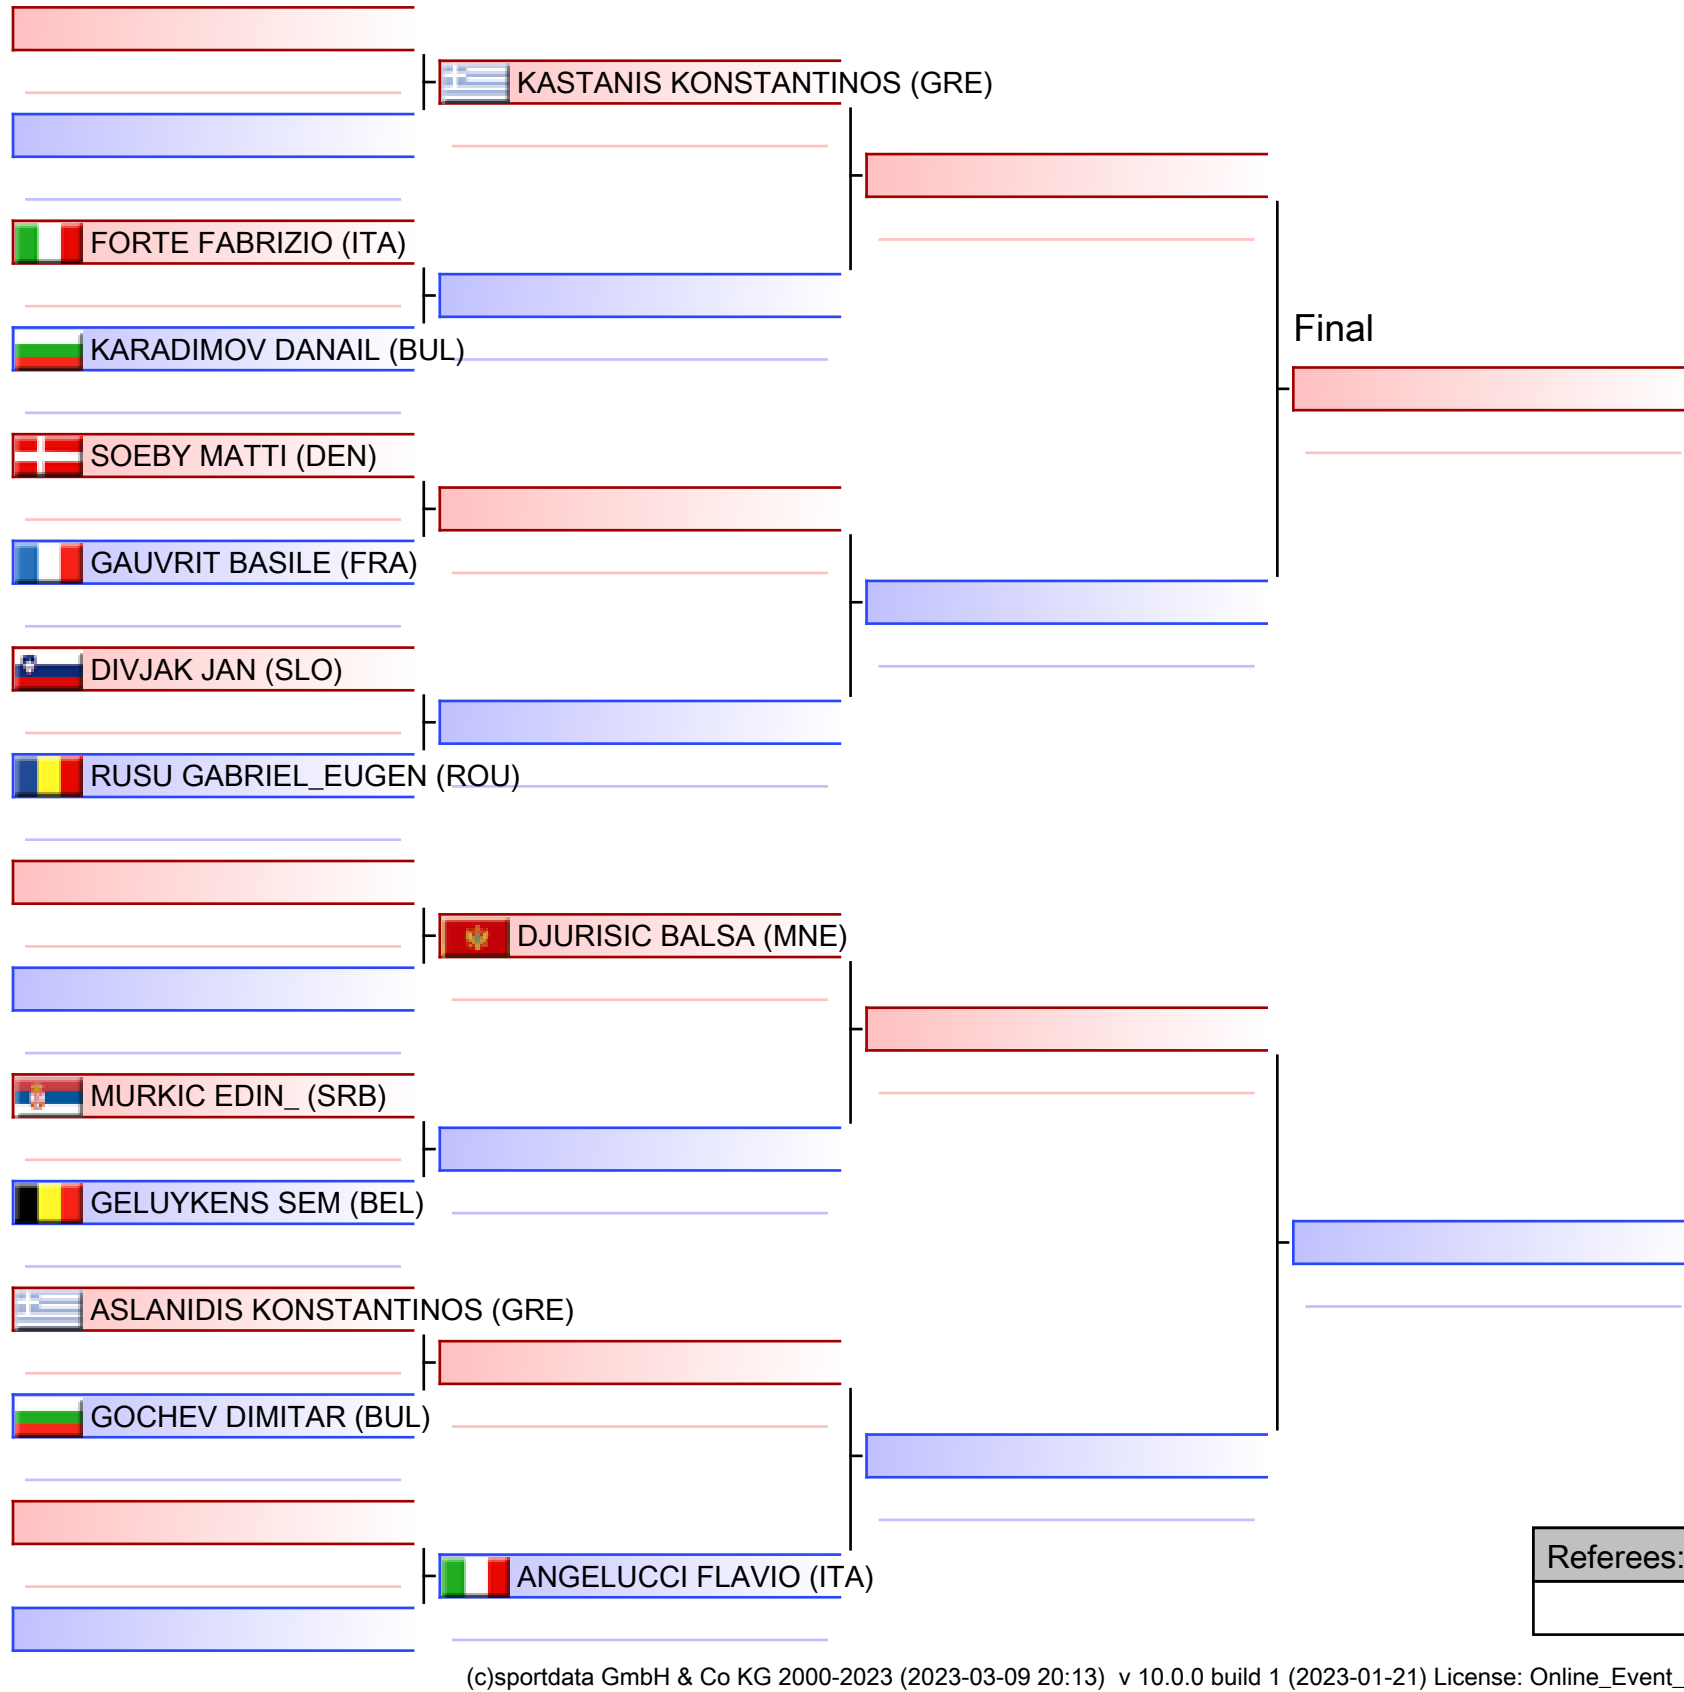 KASTANIS KONSTANTINOS (GRE)
FORTE FABRIZIO (ITA)
Final
KARADIMOV DANAIL (BUL)
SOEBY MATTI (DEN)
GAUVRIT BASILE (FRA)
DIVJAK JAN (SLO)
RUSU GABRIEL_EUGEN (ROU)
DJURISIC BALSA (MNE)
MURKIC EDIN_ (SRB)
GELUYKENS SEM (BEL)
ASLANIDIS KONSTANTINOS (GRE)
GOCHEV DIMITAR (BUL)
Referees:
ANGELUCCI FLAVIO (ITA)
(c)sportdata GmbH & Co KG 2000-2023 (2023-03-09 20:13) v 10.0.0 build 1 (2023-01-21) License: Online_Event_